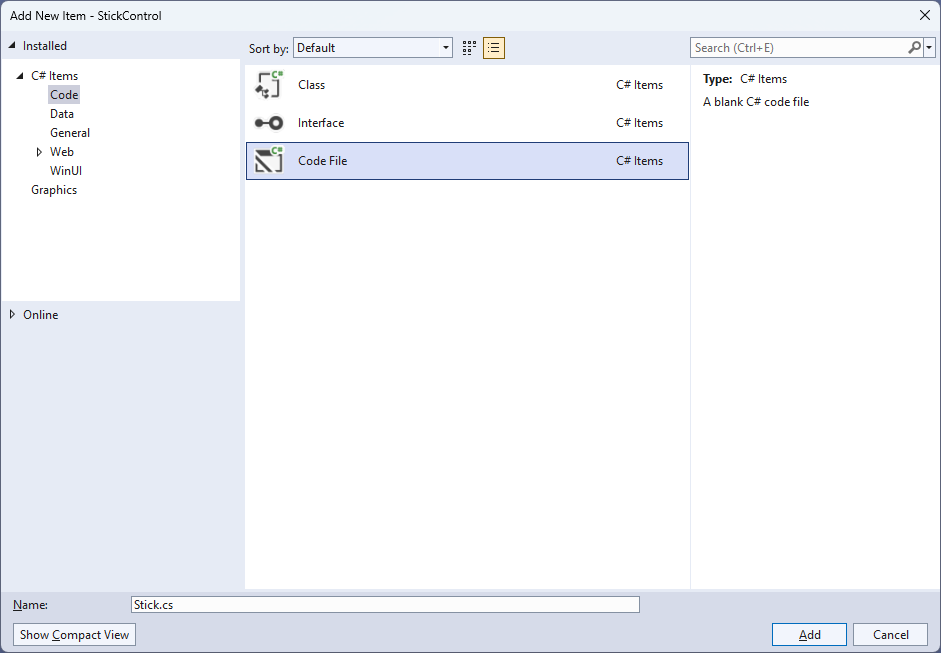 Add New Item - StickControl
Installed
Sort by: Default
Search (Ctrl+E)
C# Items
Code
Data
General
Web
WinUI
Graphics
Online
Class C# Items
Interface C# Items
Code File C# Items
Type: C# Items
A blank C# code file
Name: Stick.cs
Show Compact View
Add
Cancel